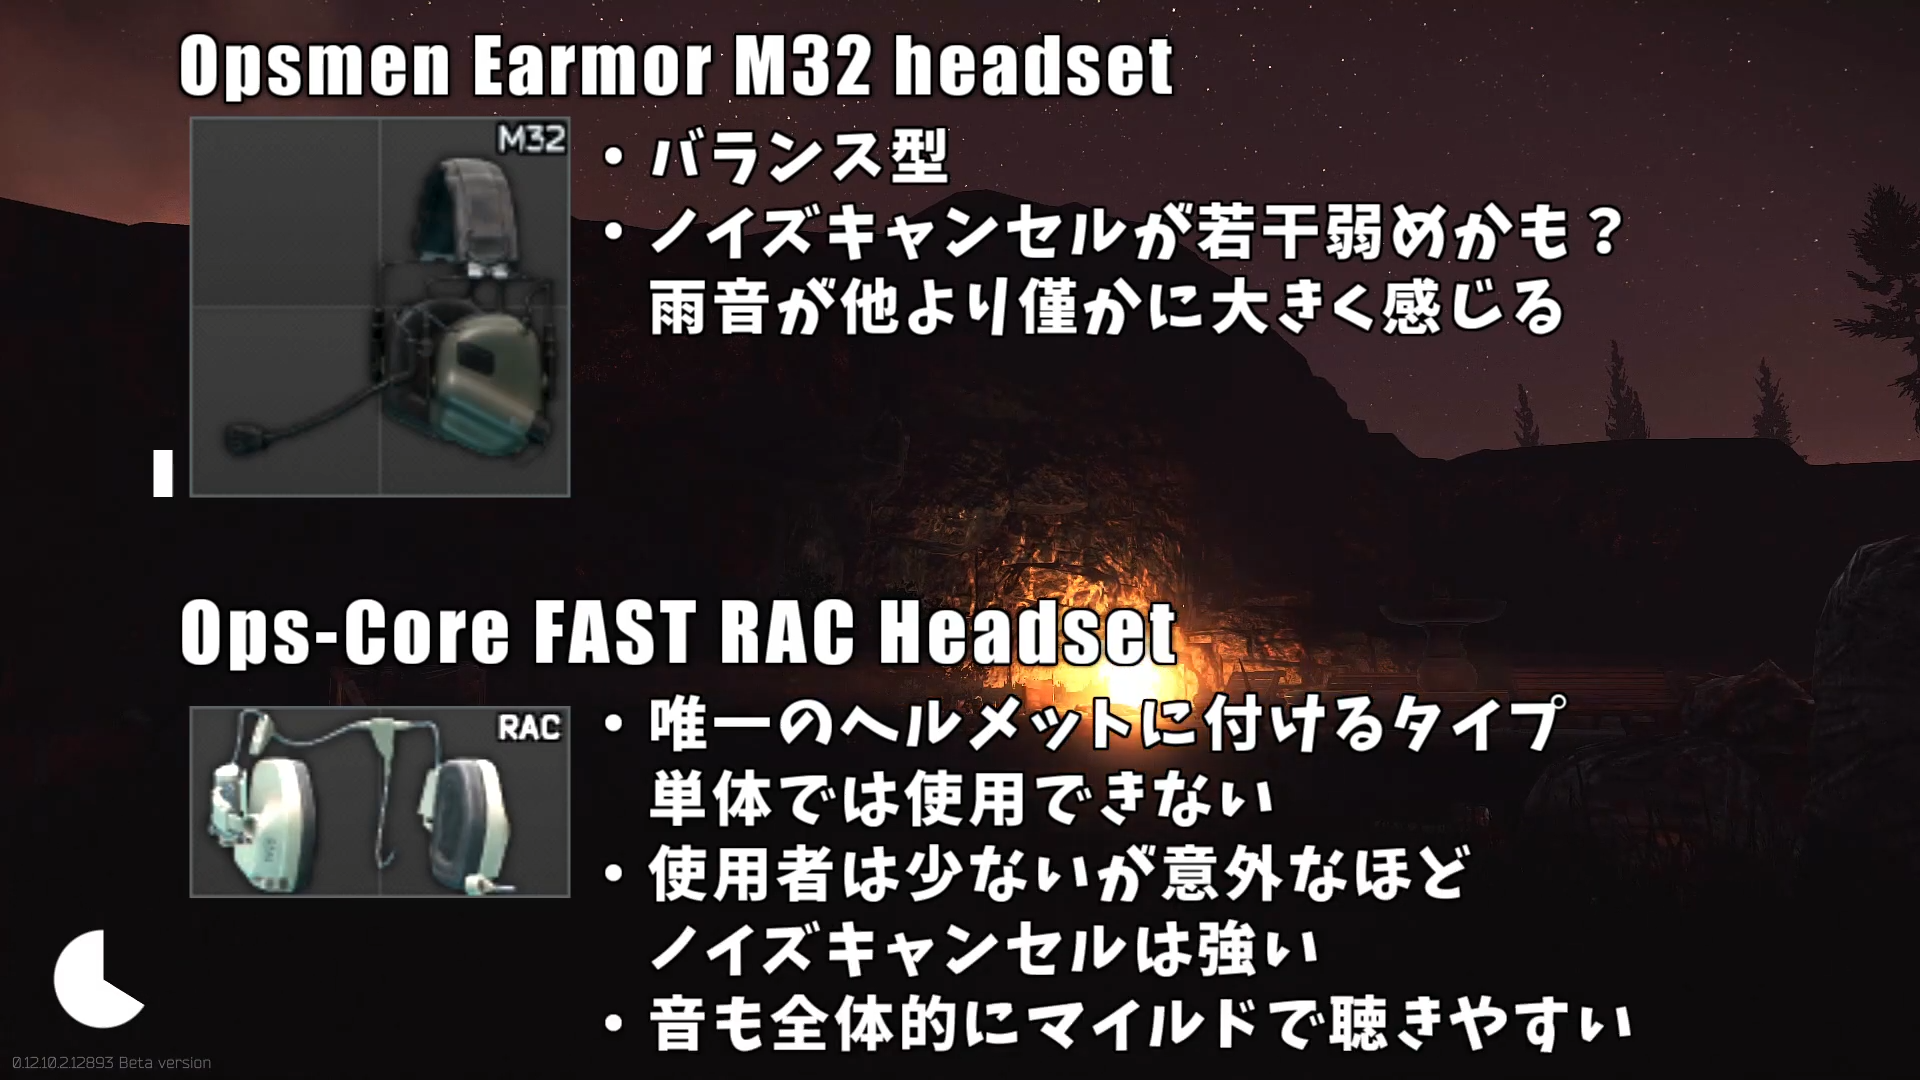 Opsmen Earmor M32 headset
M32
・バランス型
・ノイズキャンセルが若干弱めかも？
雨音が他より僅かに大きく感じる
Ops-Core FAST RAC Headset
RAC
・唯一のヘルメットに付けるタイプ
単体では使用できない
・使用者は少ないが意外なほど
ノイズキャンセルは強い
・音も全体的にマイルドで聴きやすい
0.12.10.2.12893 Beta version